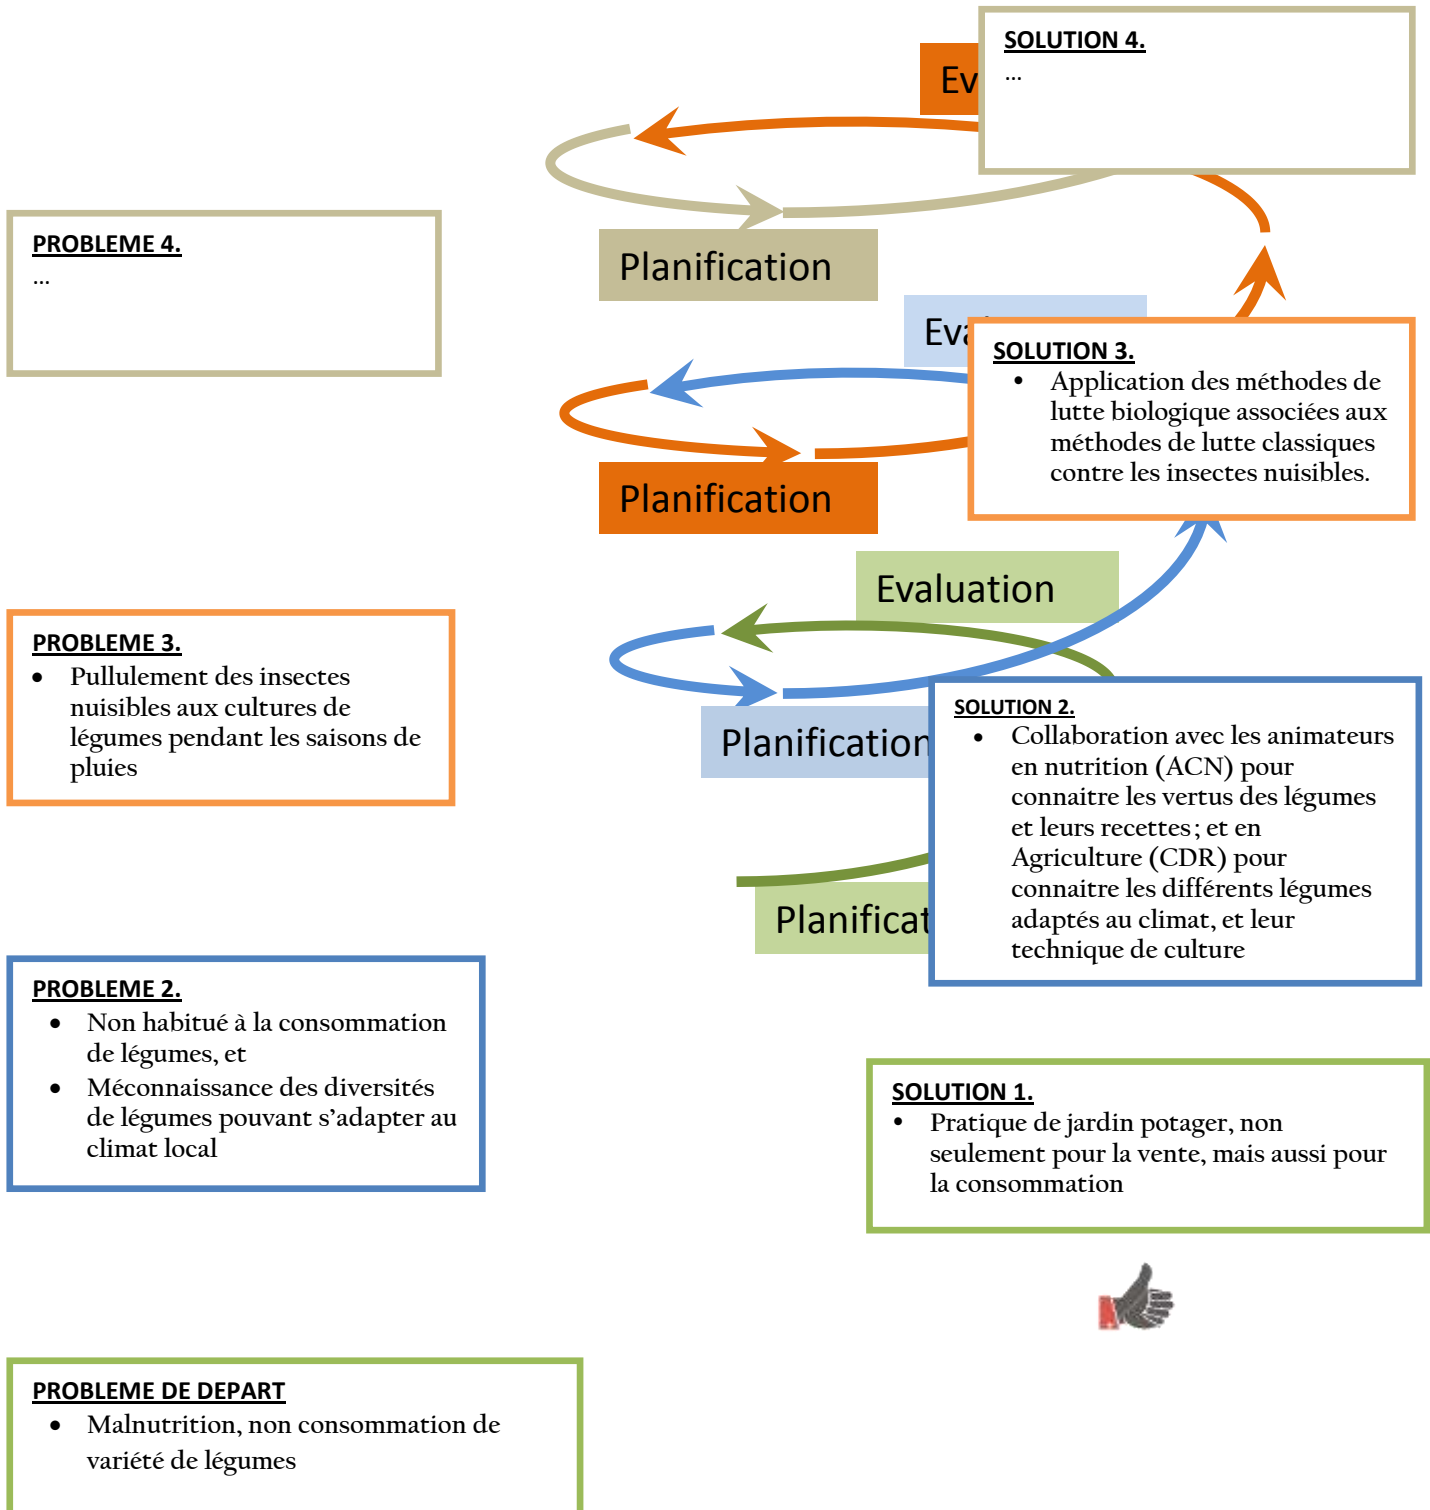 SOLUTION 4.
...
Ev
PROBLEME 4.
...
Planification
Eva
SOLUTION 3.
• Application des méthodes de
lutte biologique associées aux
méthodes de lutte classiques
contre les insectes nuisibles.
Planification
Evaluation
PROBLEME 3.
• Pullulement des insectes
nuisibles aux cultures de
légumes pendant les saisons de
pluies
Planification
SOLUTION 2.
• Collaboration avec les animateurs
en nutrition (ACN) pour
connaitre les vertus des légumes
et leurs recettes ; et en
Agriculture (CDR) pour
connaitre les différents légumes
adaptés au climat, et leur
technique de culture
Planificat
PROBLEME 2.
• Non habitué à la consommation
de légumes, et
• Méconnaissance des diversités
de légumes pouvant s’adapter au
climat local
SOLUTION 1.
• Pratique de jardin potager, non
seulement pour la vente, mais aussi pour
la consommation
PROBLEME DE DEPART
• Malnutrition, non consommation de
variété de légumes